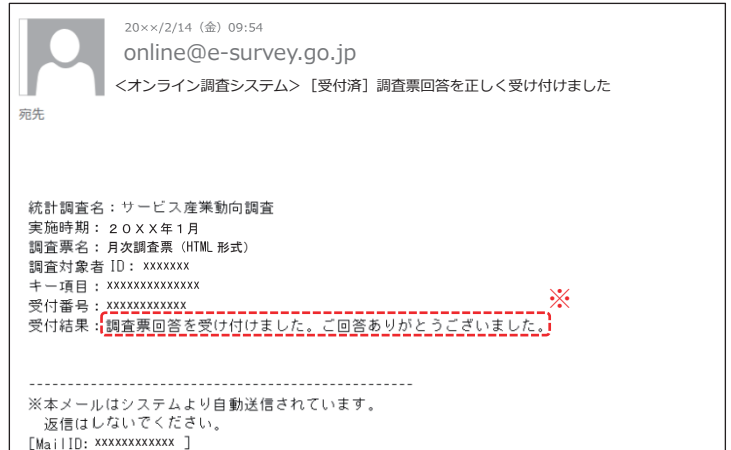 20××/2/14（金）09:54
online@e-survey.go.jp
<オンライン調査システム>［受付済］調査票回答を正しく受け付けました
宛先
統計調査名：サービス産業動向調査
実施時期：２０ＸＸ年１月
調査票名：月次調査票（HTML 形式）
調査対象者 ID：xxxxxxx
キー項目：xxxxxxxxxxxxxx
※
受付番号：xxxxxxxxxxxx
受付結果：調査票回答を受け付けました。ご回答ありがとうございました。
--------------------------------------------------
※本メールはシステムより自動送信されています。
返信はしないでください。
[MailID: xxxxxxxxxxxx ]